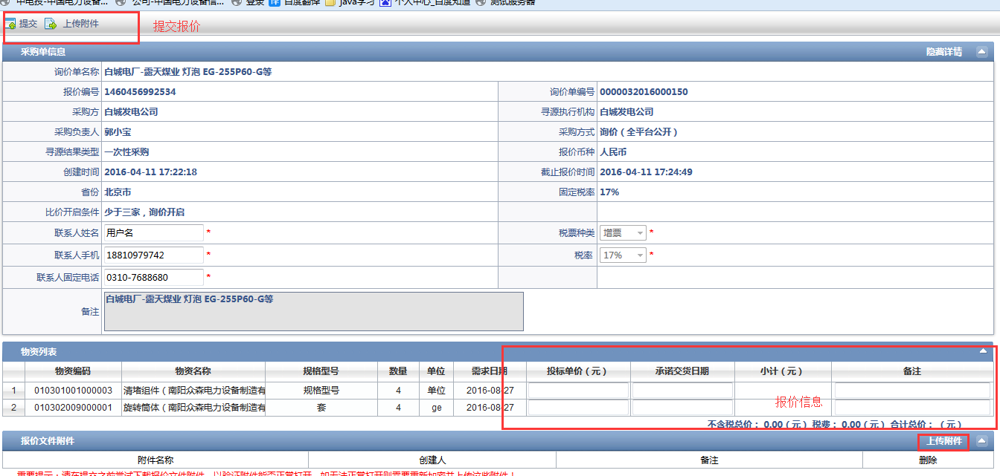 中电投-中国电力设备... 公司-中国电力设备信... 登录 百度翻译 java学习 个人中心_百度知道 测试服务器
提交 上传附件 提交报价
采购单信息 隐藏详情
询价单名称 白城电厂-露天煤业 灯泡 EG-255P60-G等
报价编号 1460456992534 询价单编号 0000032016000150
采购方 白城发电公司 寻源执行机构 白城发电公司
采购负责人 郭小宝 采购方式 询价（全平台公开）
寻源结果类型 一次性采购 报价币种 人民币
创建时间 2016-04-11 17:22:18 截止报价时间 2016-04-11 17:24:49
省份 北京市 固定税率 17%
比价开启条件 少于三家，询价开启
联系人姓名 用户名 * 税票种类 增票 *
联系人手机 18810979742 * 税率 17% *
联系人固定电话 0310-7688680 *
备注 白城电厂-露天煤业 灯泡 EG-255P60-G等
物资列表
物资编码 物资名称 规格型号 数量 单位 需求日期 投标单价（元） 承诺交货日期 小计（元） 备注
1 010301001000003 清堵组件（南阳众森电力设备制造有 规格型号 4 单位 2016-08-27
2 010302009000001 旋转筒体（南阳众森电力设备制造有 套 4 ge 2016-08-27
报价信息
不含税总价： 0.00（元） 税费： 0.00（元） 合计总价： （元）
报价文件附件 上传附件
附件名称 创建人 备注 删除
重要提示：请在提交之前尝试下载报价文件附件，以验证附件能否正常打开，如无法正常打开则需要重新加密并上传这些附件！